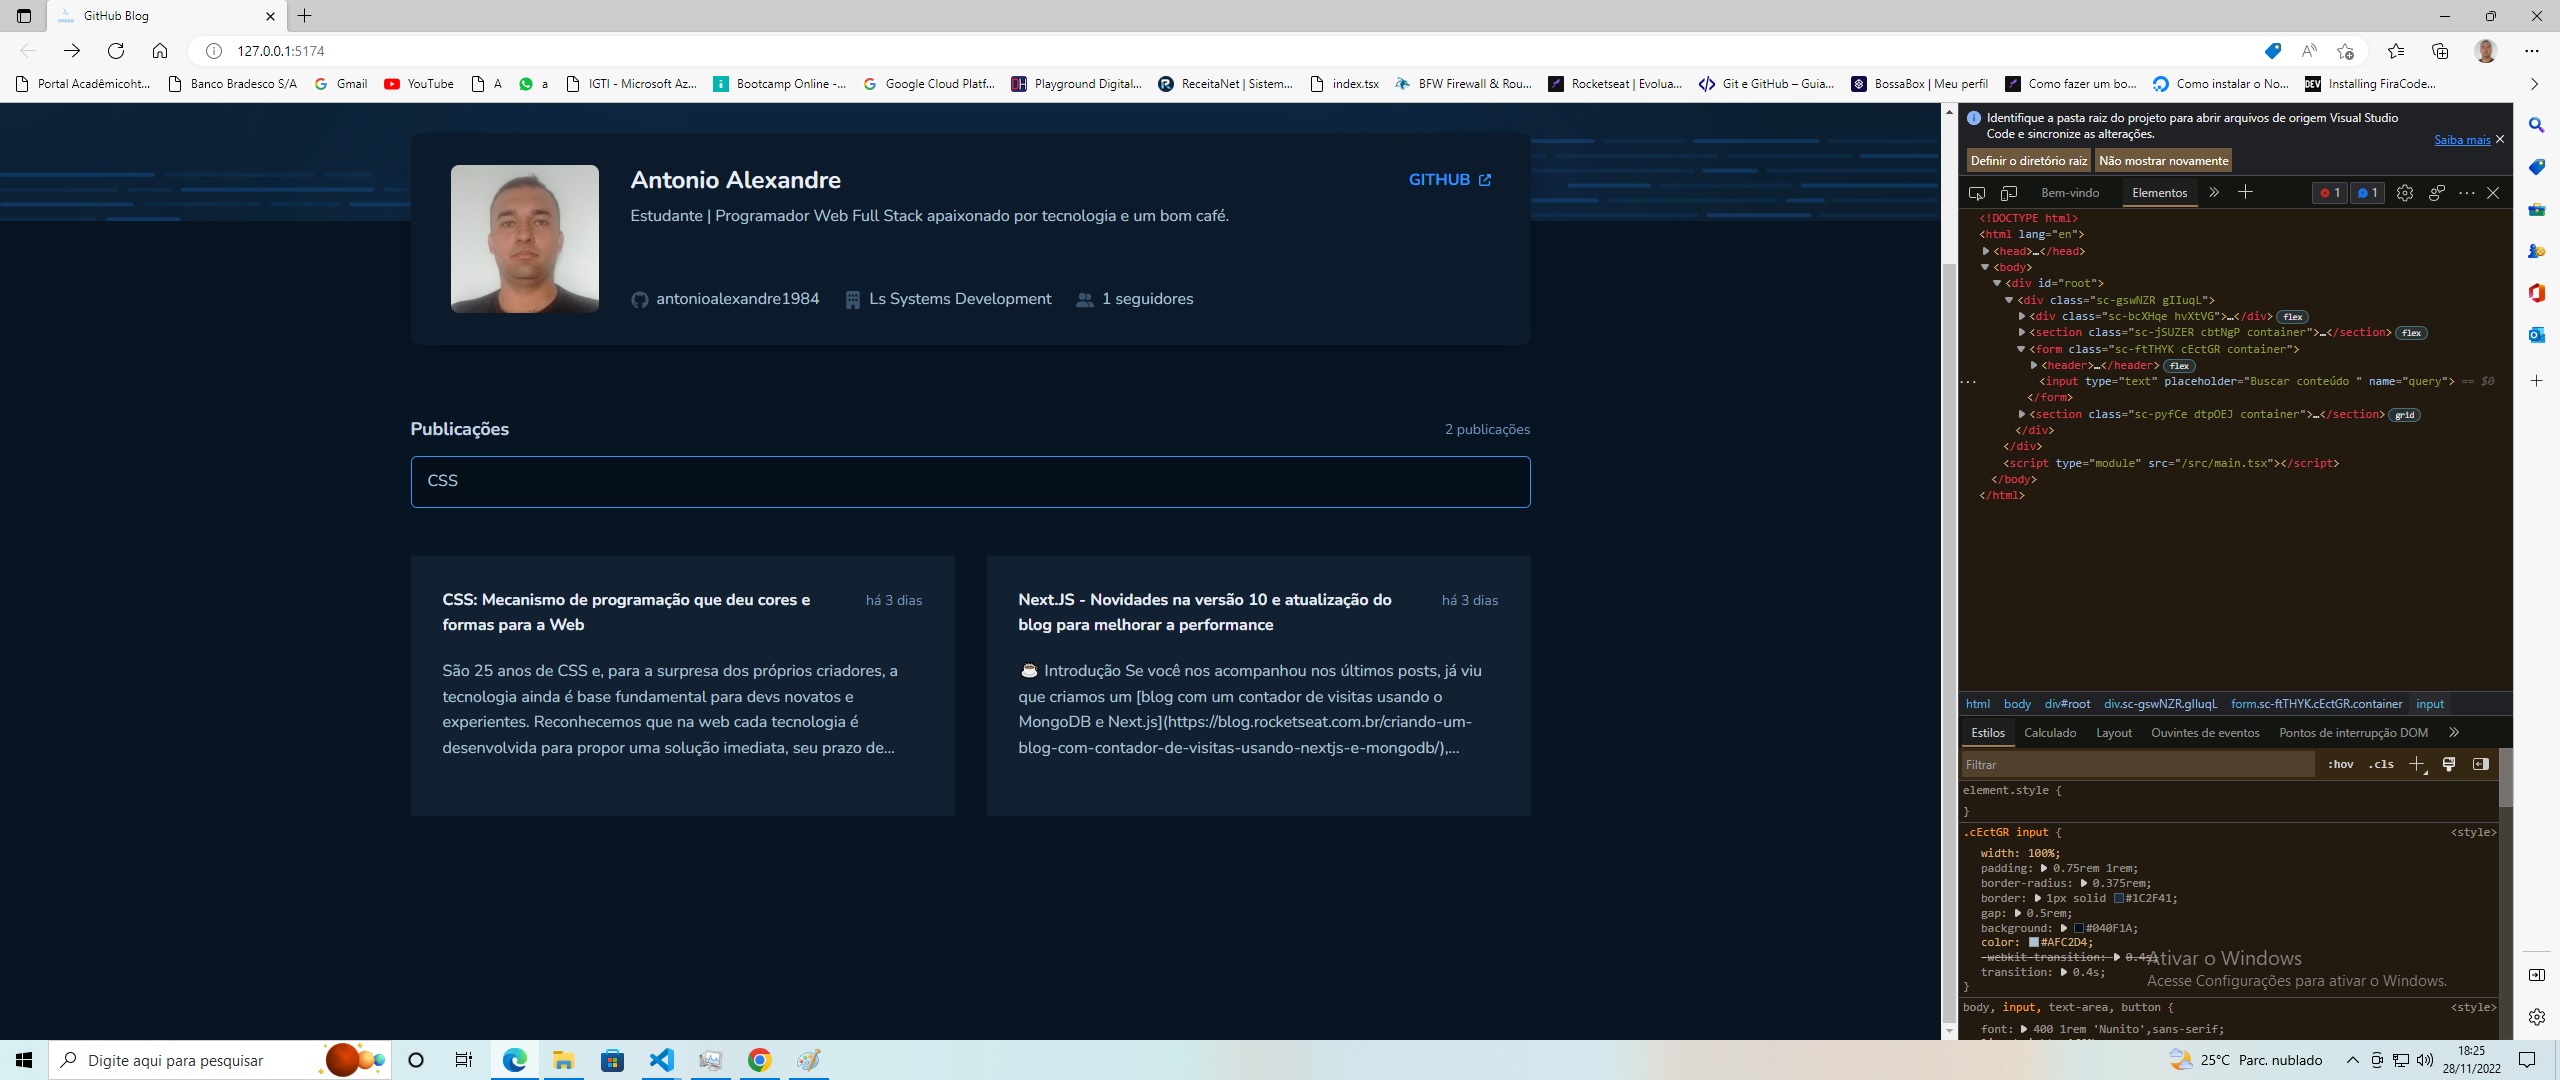 GitHub Blog
127.0.0.1:5174
Portal Acadêmicoht... Banco Bradesco S/A Gmail YouTube A a IGTI - Microsoft Az... Bootcamp Online -... Google Cloud Platf... Playground Digital... ReceitaNet | Sistem... index.tsx BFW Firewall & Rou... Rocketseat | Evolua... Git e GitHub – Guia... BossaBox | Meu perfil Como fazer um bo... Como instalar o No... Installing FiraCode...
Antonio Alexandre
GITHUB
Estudante | Programador Web Full Stack apaixonado por tecnologia e um bom café.
antonioalexandre1984 Ls Systems Development 1 seguidores
Publicações
2 publicações
CSS
CSS: Mecanismo de programação que deu cores e
formas para a Web
há 3 dias
São 25 anos de CSS e, para a surpresa dos próprios criadores, a
tecnologia ainda é base fundamental para devs novatos e
experientes. Reconhecemos que na web cada tecnologia é
desenvolvida para propor uma solução imediata, seu prazo de...
Next.JS - Novidades na versão 10 e atualização do
blog para melhorar a performance
há 3 dias
Introdução Se você nos acompanhou nos últimos posts, já viu
que criamos um [blog com um contador de visitas usando o
MongoDB e Next.js](https://blog.rocketseat.com.br/criando-um-
blog-com-contador-de-visitas-usando-nextjs-e-mongodb/),...
Identifique a pasta raiz do projeto para abrir arquivos de origem Visual Studio
Code e sincronize as alterações.
Saiba mais
Definir o diretório raiz Não mostrar novamente
Bem-vindo Elementos 1 1
<!DOCTYPE html>
<html lang="en">
<head>…</head>
<body>
<div id="root">
<div class="sc-gswNZR gIIuqL">
<div class="sc-bcXHqe hvXtVG">…</div> flex
<section class="sc-jSUZER cbtNgP container">…</section> flex
<form class="sc-ftTHYK cEctGR container">
<header>…</header> flex
<input type="text" placeholder="Buscar conteúdo " name="query"> == $0
</form>
<section class="sc-pyfCe dtpOEJ container">…</section> grid
</div>
</div>
<script type="module" src="/src/main.tsx"></script>
</body>
</html>
html body div#root div.sc-gswNZR.gIIuqL form.sc-ftTHYK.cEctGR.container input
Estilos Calculado Layout Ouvintes de eventos Pontos de interrupção DOM
Filtrar :hov .cls
element.style {
}
.cEctGR input { <style>
width: 100%;
padding: 0.75rem 1rem;
border-radius: 0.375rem;
border: 1px solid #1C2F41;
gap: 0.5rem;
background: #040F1A;
color: #AFC2D4;
-webkit-transition: 0.4s;
transition: 0.4s;
}
Ativar o Windows
Acesse Configurações para ativar o Windows.
body, input, text-area, button { <style>
font: 400 1rem 'Nunito',sans-serif;
Digite aqui para pesquisar
25°C Parc. nublado
18:25
28/11/2022